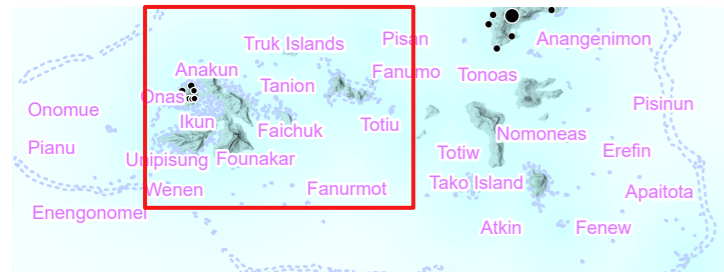 Truk Islands
Pisan
Anangenimon
Anakun
Tanion
Fanumo
Tonoas
Onas
Pisinun
Onomue
Ikun
Faichuk
Totiu
Nomoneas
Pianu
Unipisung
Founakar
Totiw
Erefin
Wenen
Fanurmot
Tako Island
Apaitota
Enengonomei
Atkin
Fenew